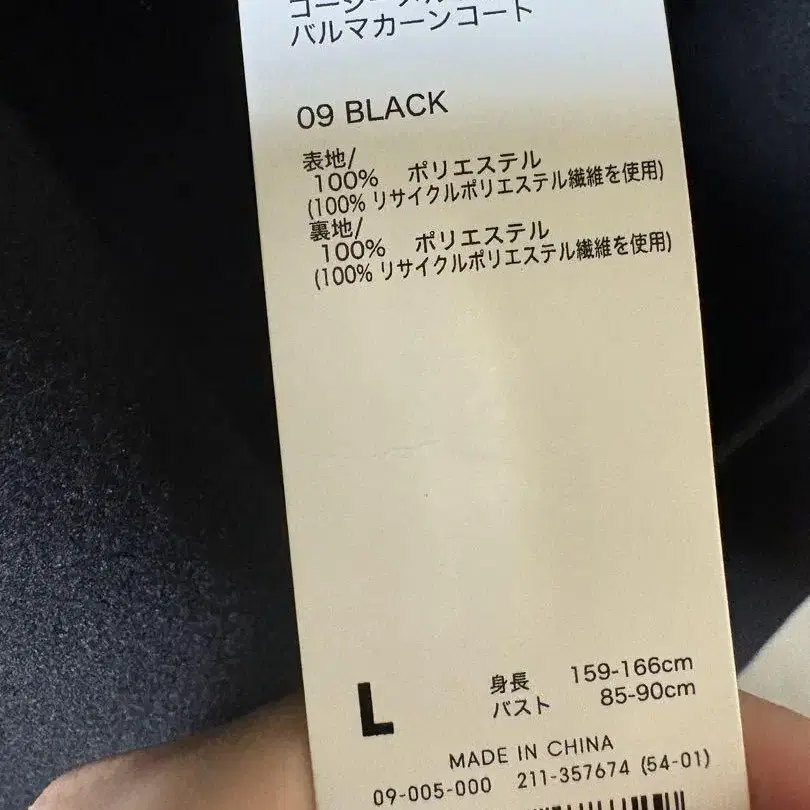 バルマカーンコート
09 BLACK
表地/
100% ポリエステル
(100% リサイクルポリエステル繊維を使用)
裏地/
100% ポリエステル
(100% リサイクルポリエステル繊維を使用)
L
身長 159-166cm
バスト 85-90cm
MADE IN CHINA
09-005-000 211-357674 (54-01)